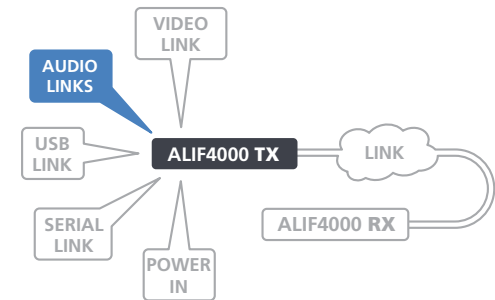 VIDEO
LINK
AUDIO
LINKS
USB
LINK
ALIF4000 TX
LINK
SERIAL
LINK
ALIF4000 RX
POWER
IN